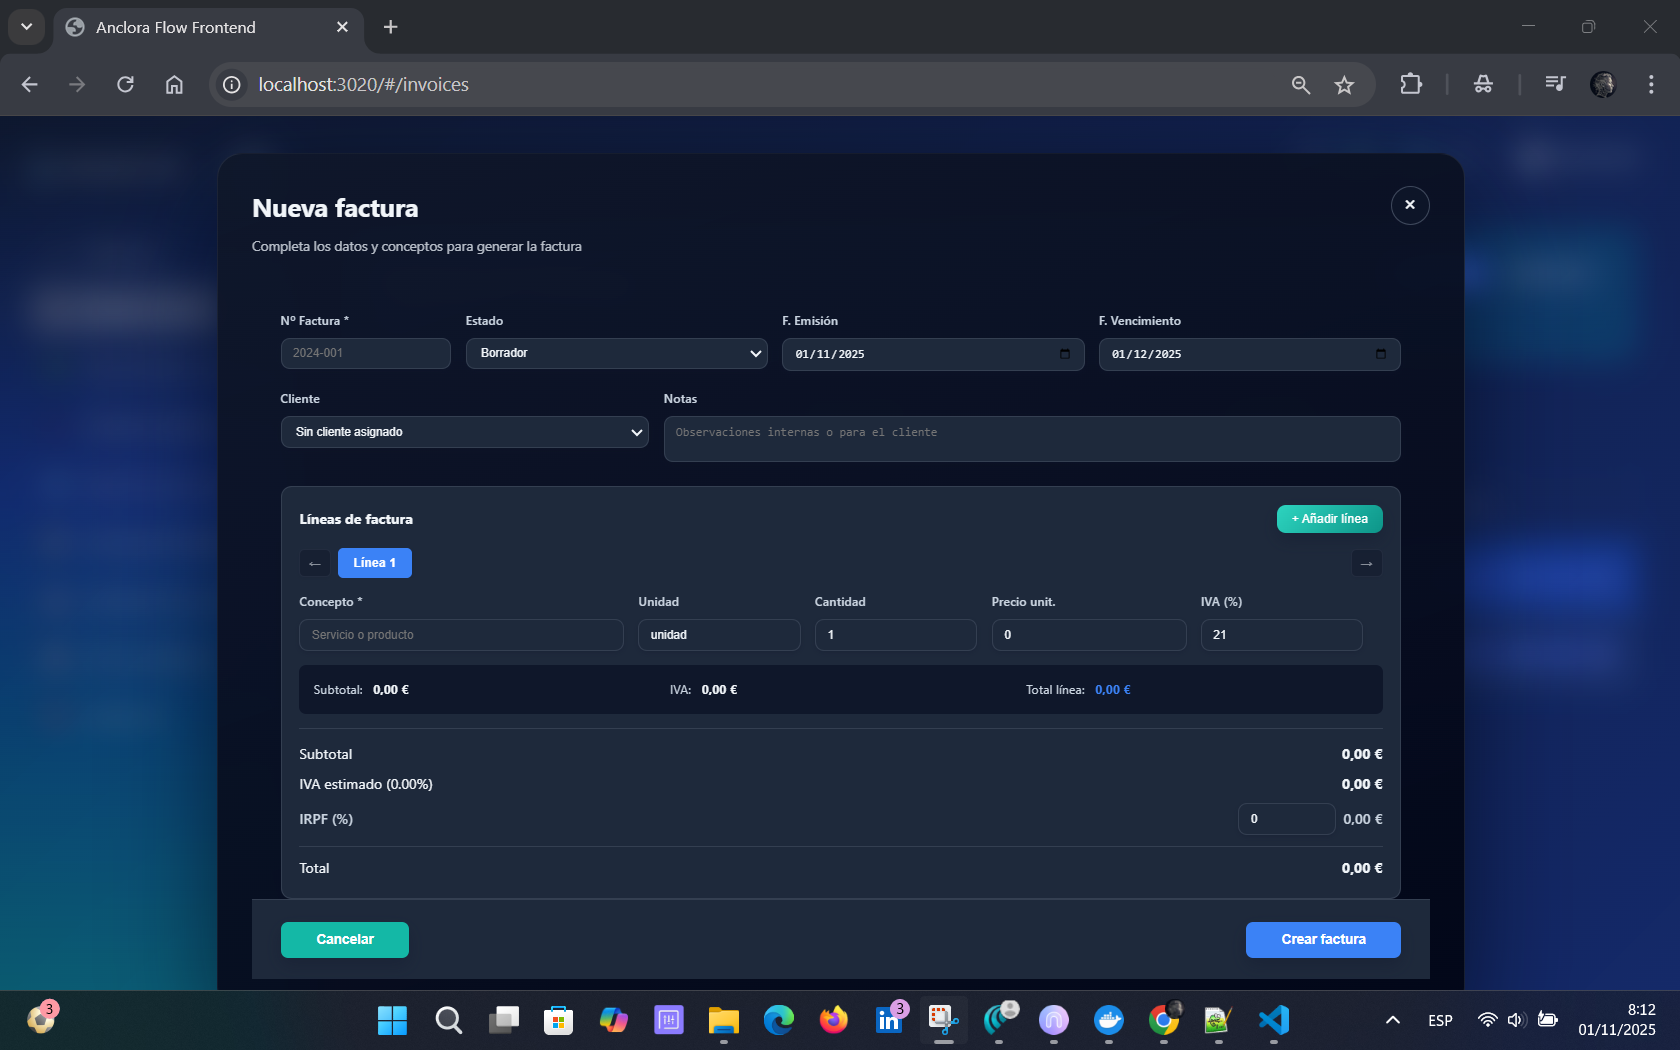 Anclora Flow Frontend
localhost:3020/#/invoices
Nueva factura
Completa los datos y conceptos para generar la factura
Nº Factura * Estado F. Emisión F. Vencimiento
2024-001 Borrador 01/11/2025 01/12/2025
Cliente Notas
Sin cliente asignado Observaciones internas o para el cliente
Líneas de factura + Añadir línea
← Línea 1 →
Concepto * Unidad Cantidad Precio unit. IVA (%)
Servicio o producto unidad 1 0 21
Subtotal: 0,00 € IVA: 0,00 € Total línea: 0,00 €
Subtotal 0,00 €
IVA estimado (0.00%) 0,00 €
IRPF (%) 0 0,00 €
Total 0,00 €
Cancelar Crear factura
3 in 3 ESP 8:12
01/11/2025